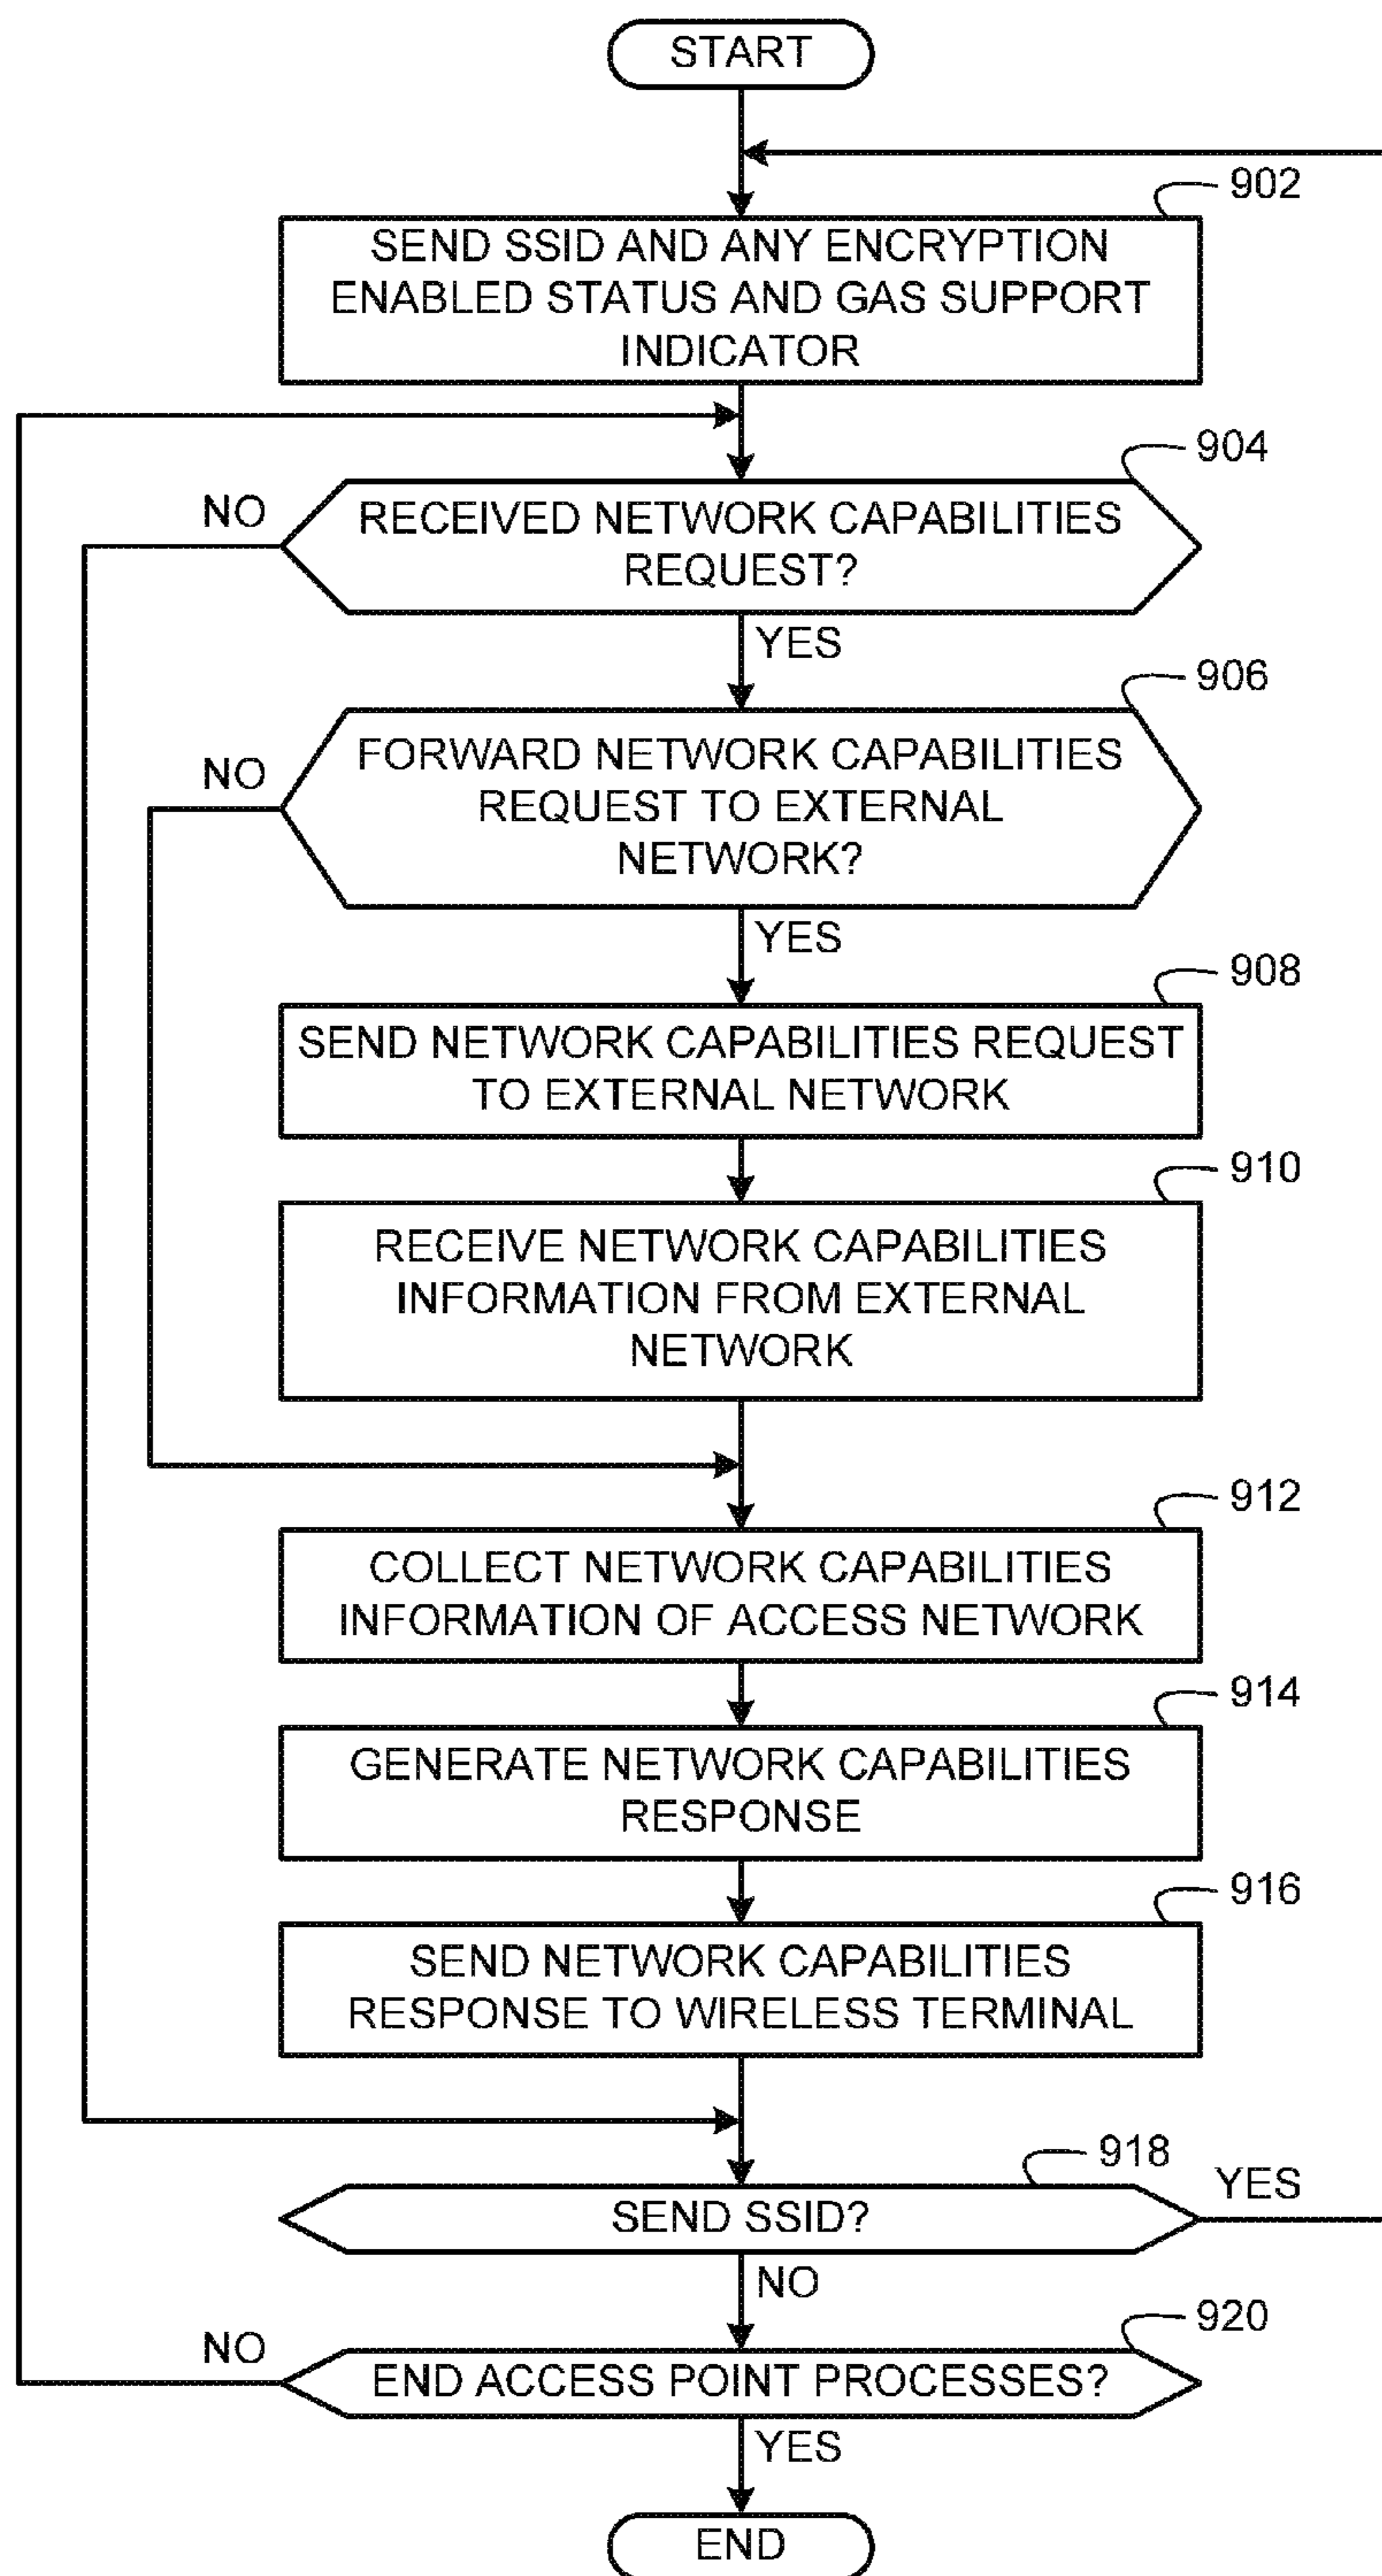 START
902
SEND SSID AND ANY ENCRYPTION
ENABLED STATUS AND GAS SUPPORT
INDICATOR
904
NO
RECEIVED NETWORK CAPABILITIES
REQUEST?
YES
906
NO
FORWARD NETWORK CAPABILITIES
REQUEST TO EXTERNAL
NETWORK?
YES
908
SEND NETWORK CAPABILITIES REQUEST
TO EXTERNAL NETWORK
910
RECEIVE NETWORK CAPABILITIES
INFORMATION FROM EXTERNAL
NETWORK
912
COLLECT NETWORK CAPABILITIES
INFORMATION OF ACCESS NETWORK
914
GENERATE NETWORK CAPABILITIES
RESPONSE
916
SEND NETWORK CAPABILITIES
RESPONSE TO WIRELESS TERMINAL
918
SEND SSID?
YES
NO
920
NO
END ACCESS POINT PROCESSES?
YES
END